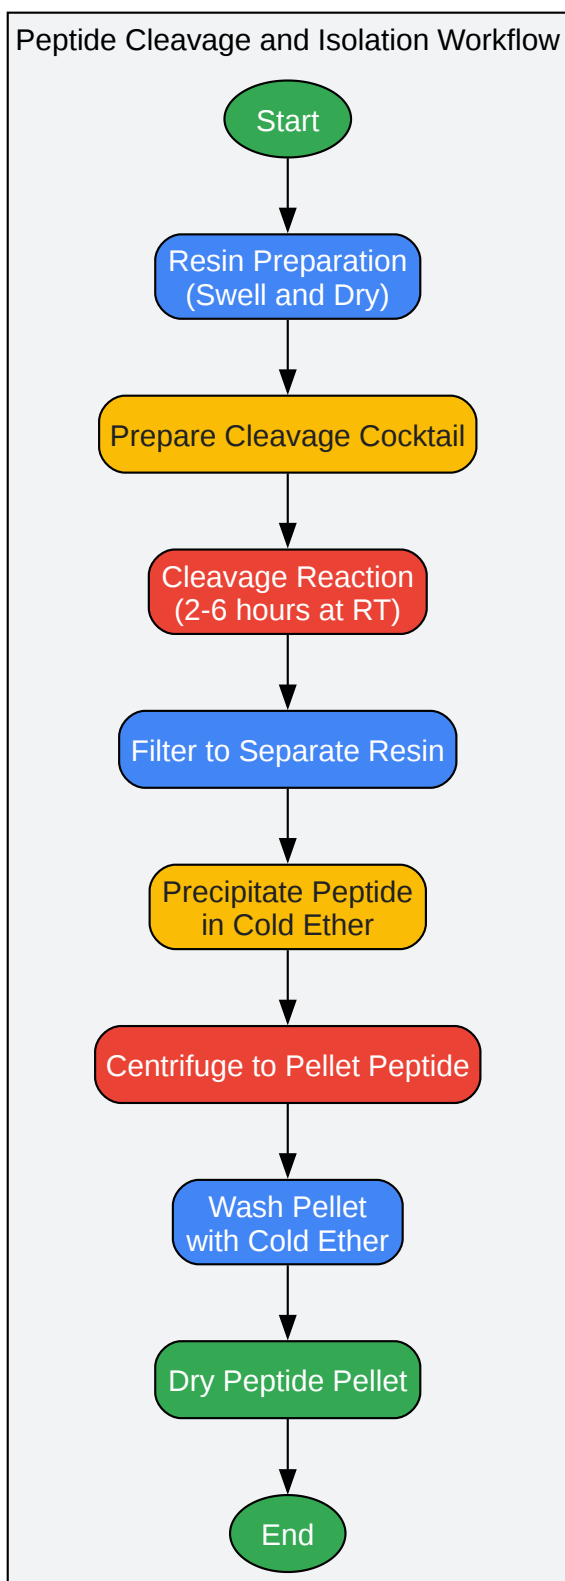 Peptide Cleavage and Isolation Workflow
Start
Resin Preparation
(Swell and Dry)
Prepare Cleavage Cocktail
Cleavage Reaction
(2-6 hours at RT)
Filter to Separate Resin
Precipitate Peptide
in Cold Ether
Centrifuge to Pellet Peptide
Wash Pellet
with Cold Ether
Dry Peptide Pellet
End